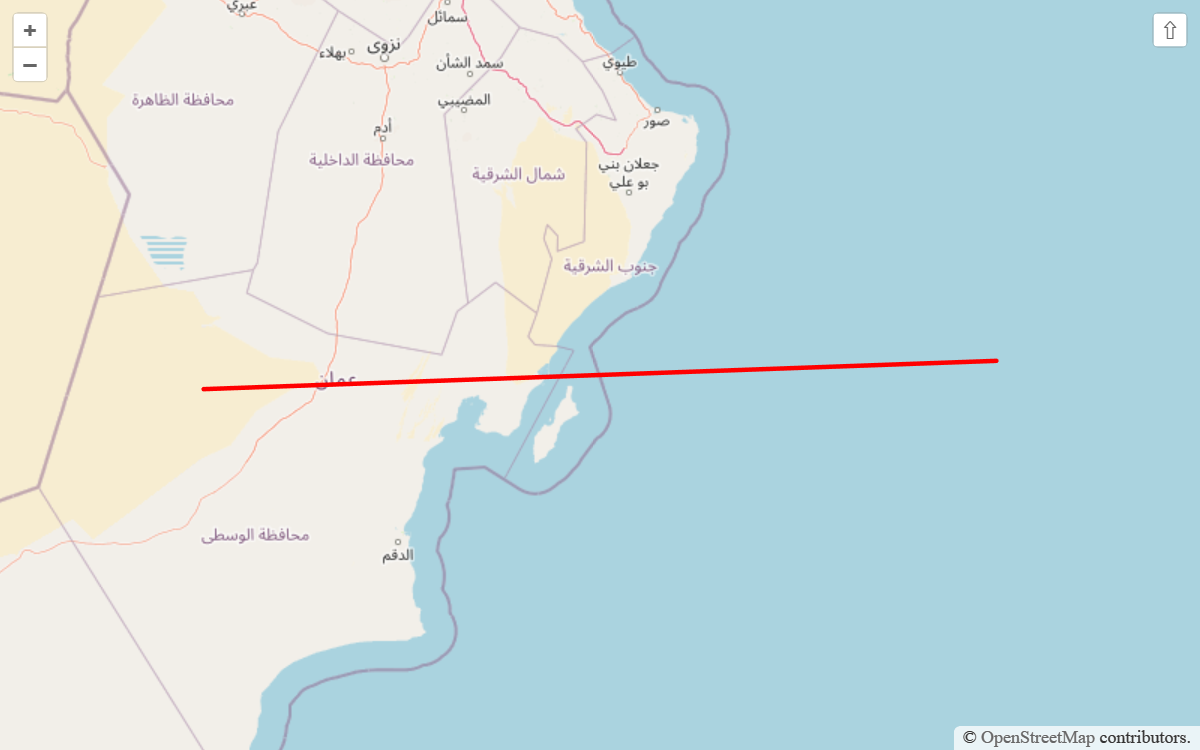 +
−
⇧
عبري
سمائل
نزوى
بهلاء
سمد الشأن
طيوي
محافظة الظاهرة
المضيبي
صور
أدم
محافظة الداخلية
شمال الشرقية
جعلان بني
بو علي
جنوب الشرقية
عمان
محافظة الوسطى
الدقم
© OpenStreetMap contributors.